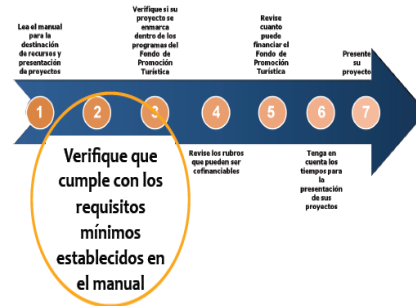 Lea el manual
para la
destinación
de recursos y
presentación
de proyectos
Verifique si su
proyecto se
enmarca
dentro de los
programas del
Fondo de
Promoción
Turística
Revise
cuanto
puede
financiar el
Fondo de
Promoción
Turística
Presente
su
proyecto
1 2 3 4 5 6 7
Verifique que
cumple con los
requisitos
mínimos
establecidos en
el manual
Revise los rubros
que pueden ser
cofinanciables
Tenga en
cuenta los
tiempos para
la
presentación
de sus
proyectos